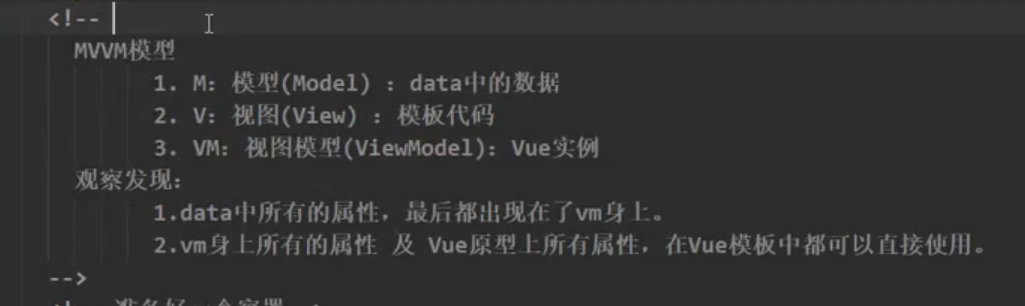 <!--
MVVM模型
1. M：模型(Model) ：data中的数据
2. V：视图(View) ：模板代码
3. VM：视图模型(ViewModel)：Vue实例
观察发现：
1.data中所有的属性，最后都出现在了vm身上。
2.vm身上所有的属性 及 Vue原型上所有属性，在Vue模板中都可以直接使用。
-->